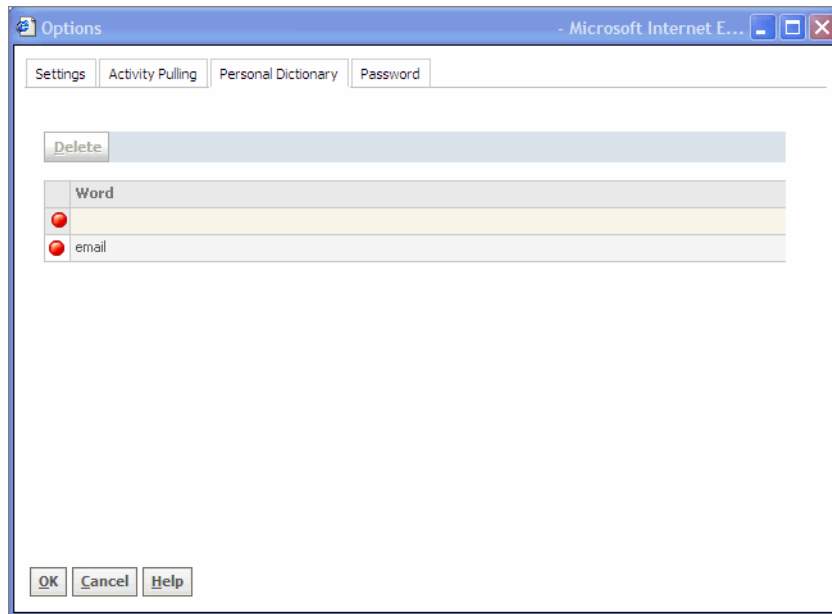 Options - Microsoft Internet E...
Settings Activity Pulling Personal Dictionary Password
Delete
Word
email
OK Cancel Help